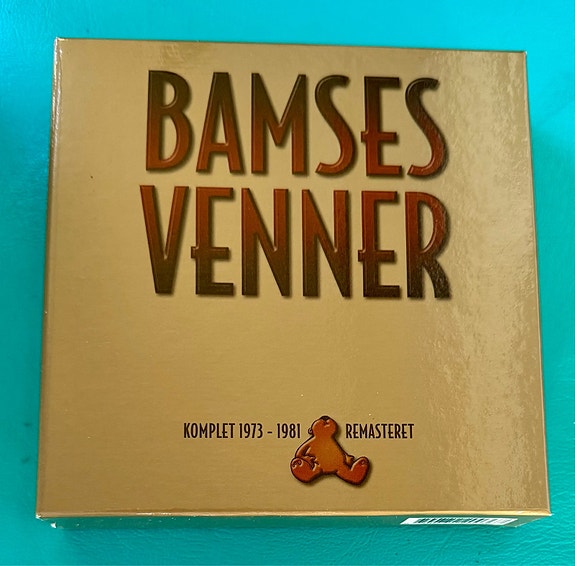 BAMSES
VENNER
KOMPLET 1973 - 1981 REMASTERET